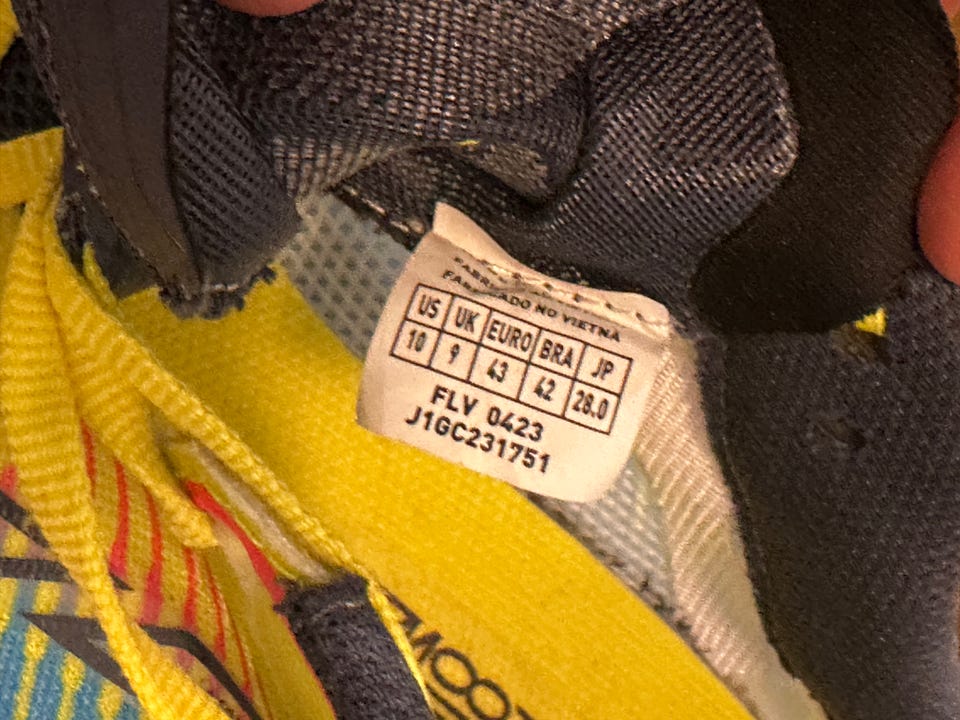 FABRICADO NO VIETNA
US UK EURO BRA JP
10 9 43 42 28.0
FLV 0423
J1GC231751